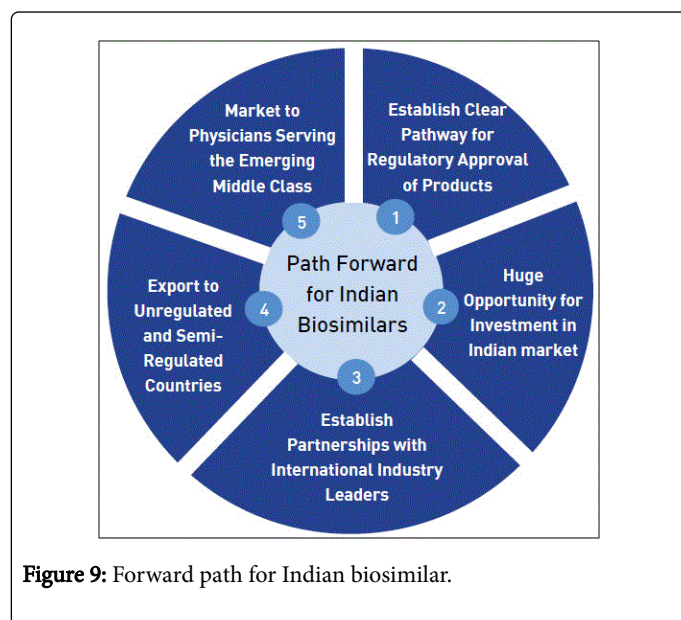 Establish Clear
Pathway for
Regulatory Approval
of Products
1
Huge
Opportunity for
Investment in
Indian market
2
Establish
Partnerships with
International Industry
Leaders
3
Export to
Unregulated
and Semi-
Regulated
Countries
4
Market to
Physicians Serving
the Emerging
Middle Class
5
Path Forward
for Indian
Biosimilars
Figure 9: Forward path for Indian biosimilar.